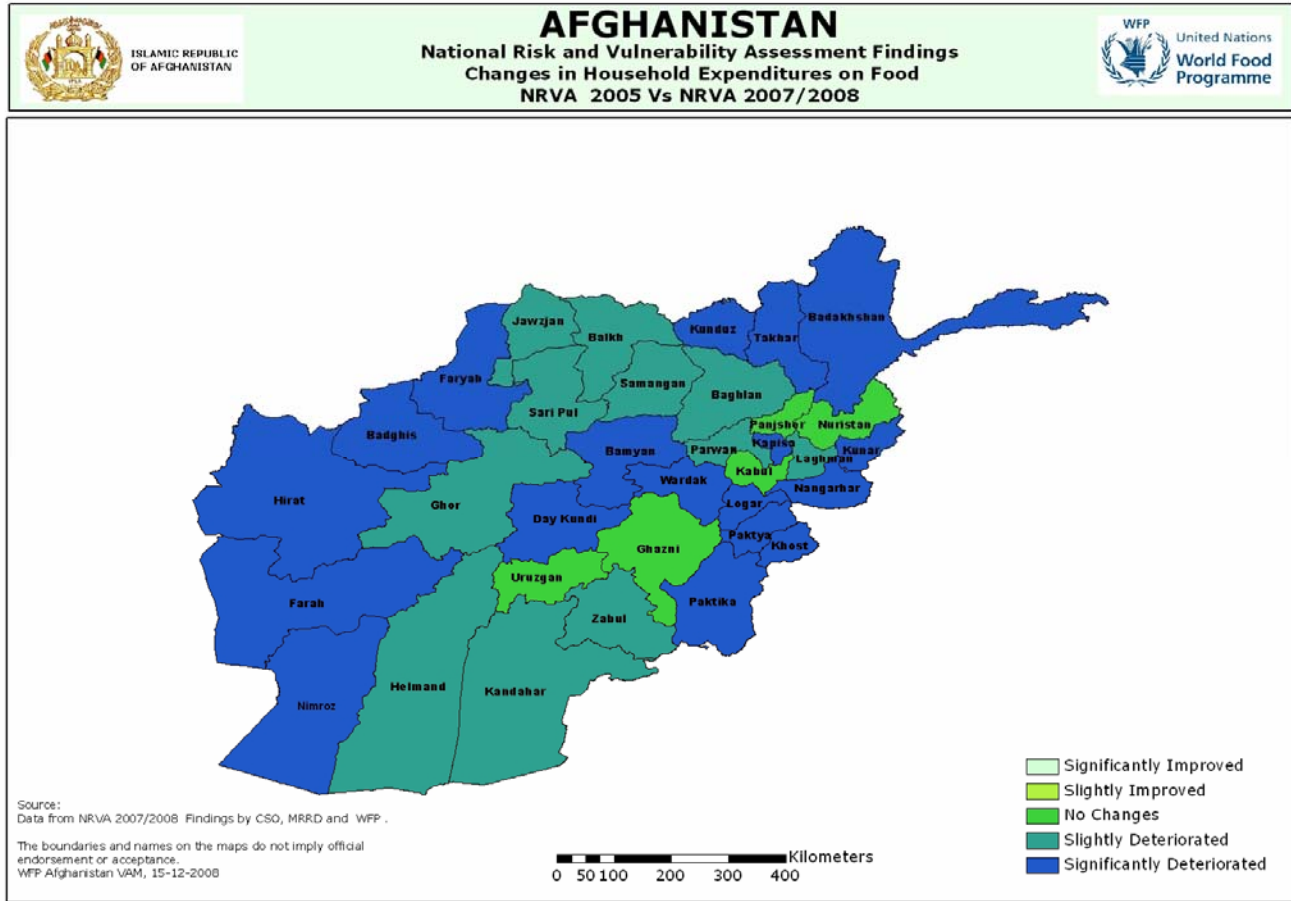 ISLAMIC REPUBLIC
OF AFGHANISTAN
AFGHANISTAN
National Risk and Vulnerability Assessment Findings
Changes in Household Expenditures on Food
NRVA 2005 Vs NRVA 2007/2008
WFP
United Nations
World Food
Programme
Jawzjan
Balkh
Kunduz
Takhar
Badakhshan
Faryab
Samangan
Baghlan
Sari Pul
Panjsher
Nuristan
Badghis
Bamyan
Parwan
Kapisa
Laghman
Kunar
Kabul
Wardak
Nangarhar
Hirat
Ghor
Logar
Day Kundi
Paktya
Khost
Ghazni
Uruzgan
Farah
Paktika
Zabul
Helmand
Kandahar
Nimroz
Significantly Improved
Slightly Improved
No Changes
Slightly Deteriorated
Significantly Deteriorated
Source:
Data from NRVA 2007/2008 Findings by CSO, MRRD and WFP .
The boundaries and names on the maps do not imply official
endorsement or acceptance.
WFP Afghanistan VAM, 15-12-2008
Kilometers
0 50 100 200 300 400